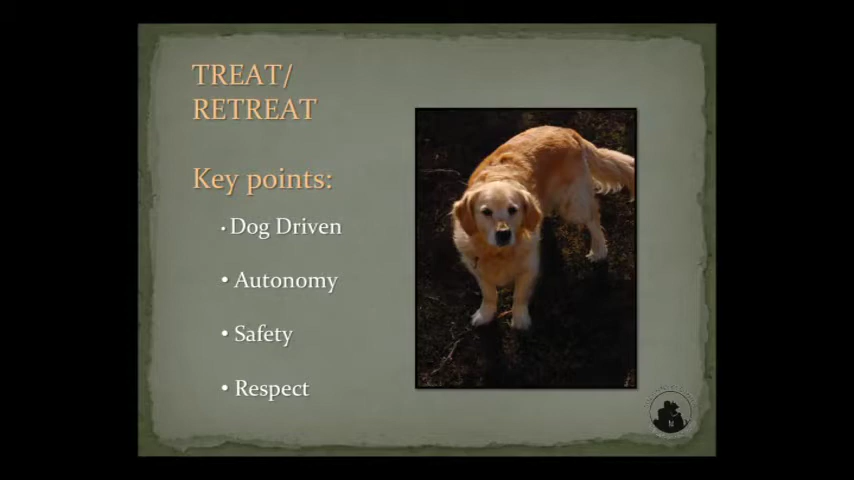 TREAT/
RETREAT
Key points:
• Dog Driven
• Autonomy
• Safety
• Respect